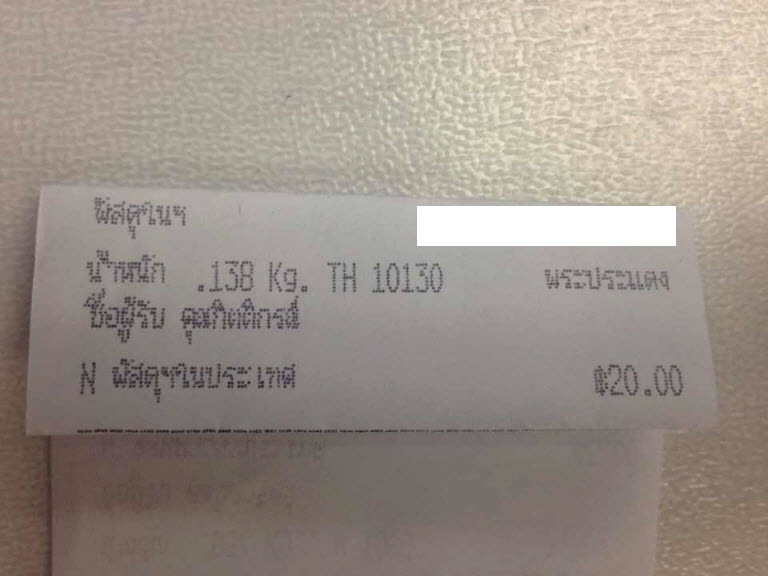 พัสดุในฯ
น้ำหนัก .138 Kg. TH 10130 พระประแดง
ชื่อผู้รับ คุณกิตติกรณ์
N พัสดุฯในประเทศ ฿20.00